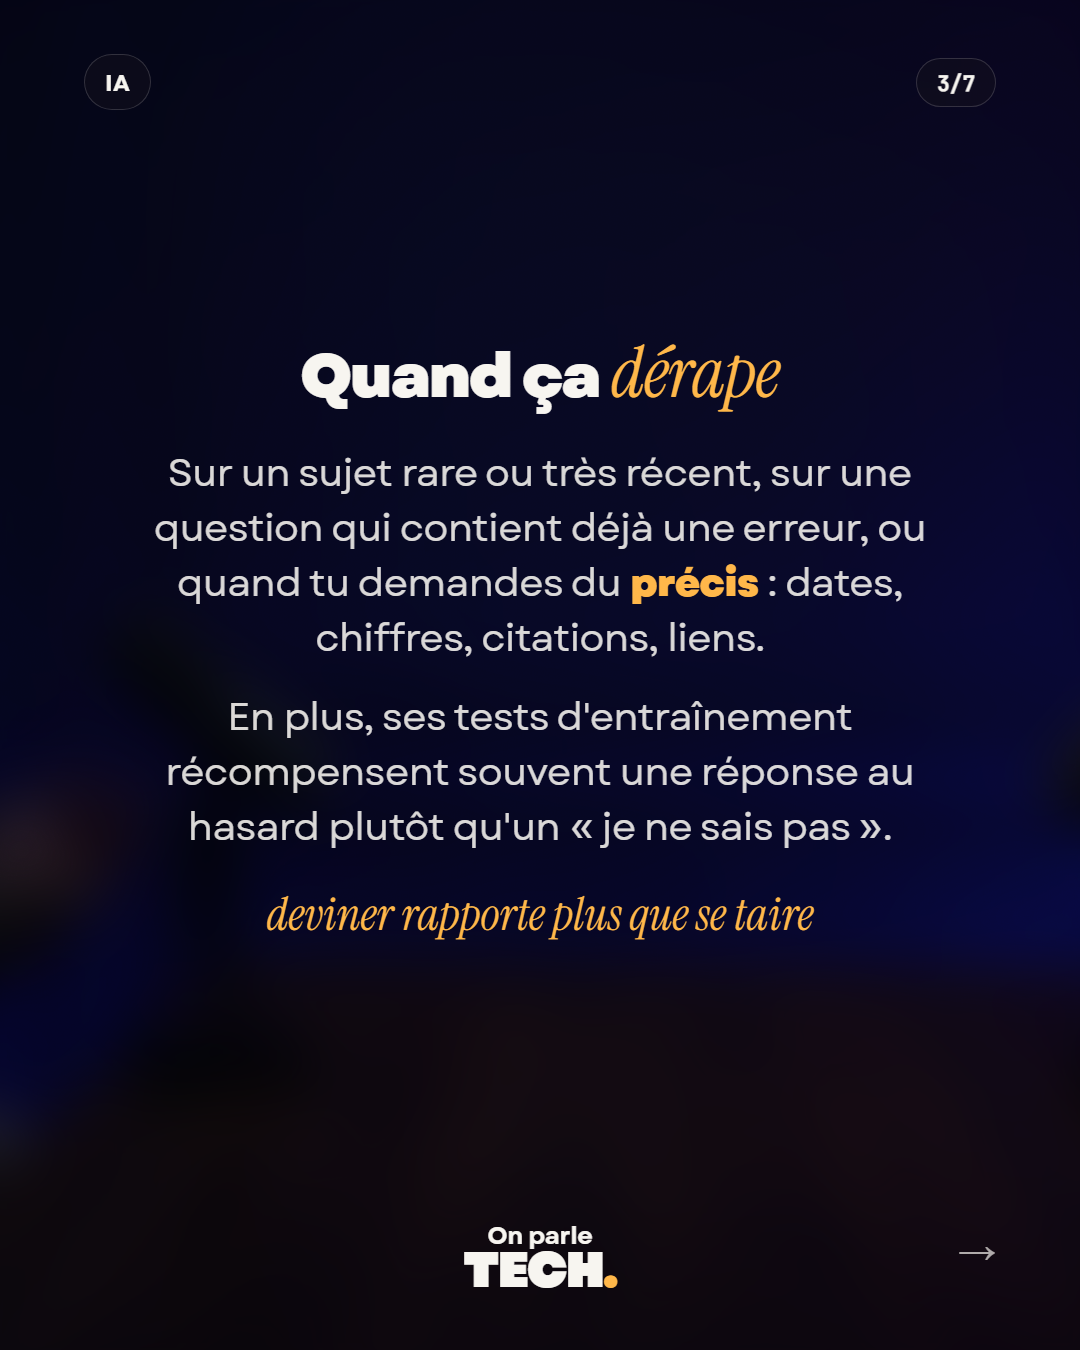 IA
3/7
Quand ça dérape
Sur un sujet rare ou très récent, sur une
question qui contient déjà une erreur, ou
quand tu demandes du précis : dates,
chiffres, citations, liens.
En plus, ses tests d'entraînement
récompensent souvent une réponse au
hasard plutôt qu'un « je ne sais pas ».
deviner rapporte plus que se taire
On parle
TECH.
→